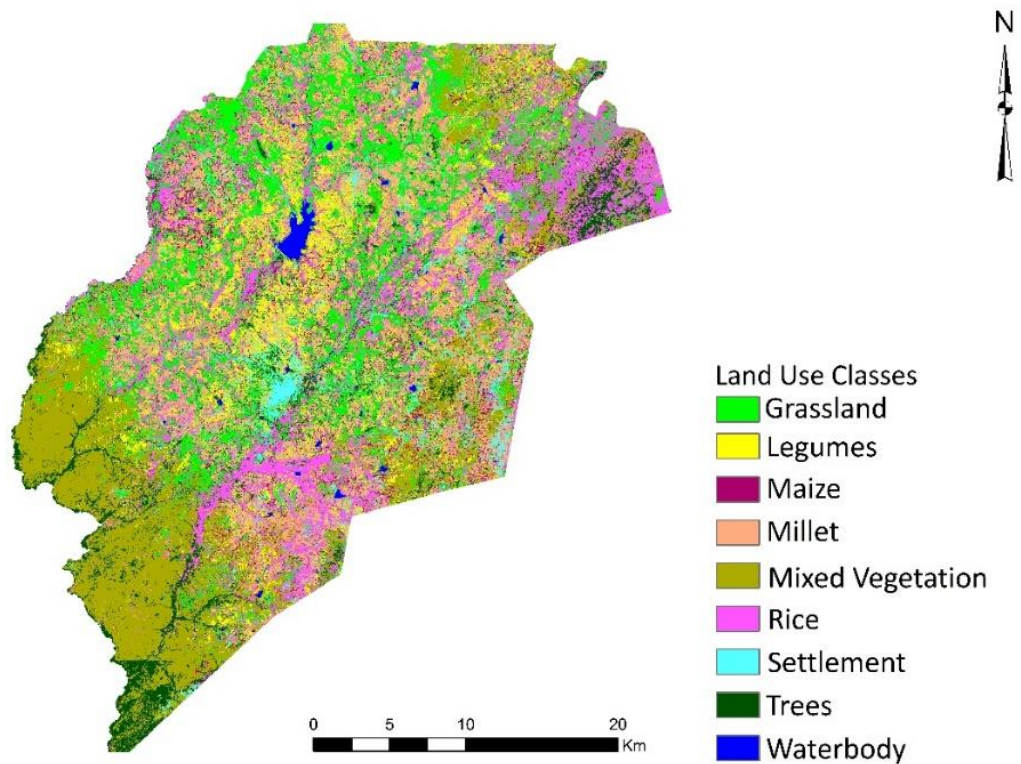 N
Land Use Classes
Grassland
Legumes
Maize
Millet
Mixed Vegetation
Rice
Settlement
Trees
Waterbody
0 5 10 20
Km